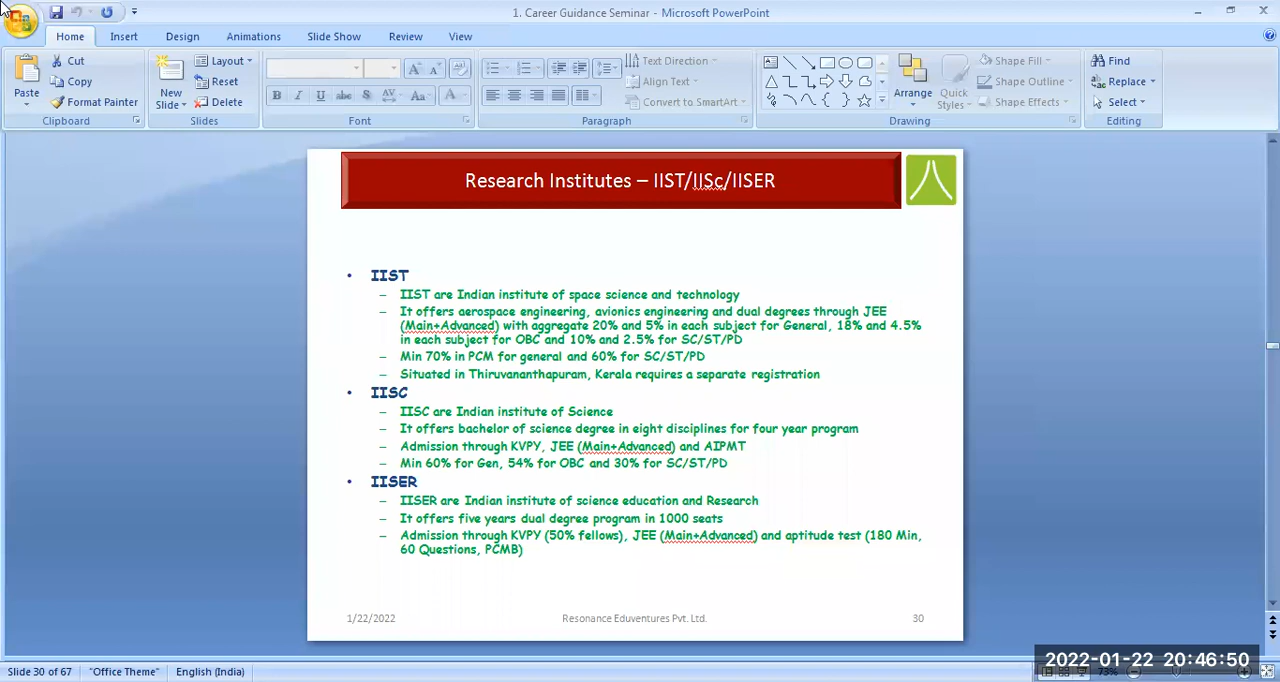 1. Career Guidance Seminar - Microsoft PowerPoint
Home Insert Design Animations Slide Show Review View
Paste
Cut
Copy
Format Painter
Clipboard
New Slide
Layout
Reset
Delete
Slides
Font
Text Direction
Align Text
Convert to SmartArt
Paragraph
Arrange
Quick Styles
Shape Fill
Shape Outline
Shape Effects
Drawing
Find
Replace
Select
Editing
Research Institutes – IIST/IISc/IISER
• IIST
– IIST are Indian institute of space science and technology
– It offers aerospace engineering, avionics engineering and dual degrees through JEE
(Main+Advanced) with aggregate 20% and 5% in each subject for General, 18% and 4.5%
in each subject for OBC and 10% and 2.5% for SC/ST/PD
– Min 70% in PCM for general and 60% for SC/ST/PD
– Situated in Thiruvananthapuram, Kerala requires a separate registration
• IISC
– IISC are Indian institute of Science
– It offers bachelor of science degree in eight disciplines for four year program
– Admission through KVPY, JEE (Main+Advanced) and AIPMT
– Min 60% for Gen, 54% for OBC and 30% for SC/ST/PD
• IISER
– IISER are Indian institute of science education and Research
– It offers five years dual degree program in 1000 seats
– Admission through KVPY (50% fellows), JEE (Main+Advanced) and aptitude test (180 Min,
60 Questions, PCMB)
1/22/2022 Resonance Eduventures Pvt. Ltd. 30
Slide 30 of 67 "Office Theme" English (India) 73%
2022-01-22 20:46:50